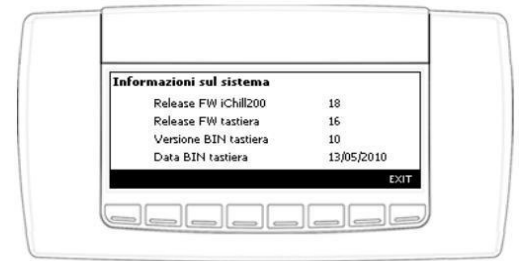 Informazioni sul sistema
Release FW iChill200 18
Release FW tastiera 16
Versione BIN tastiera 10
Data BIN tastiera 13/05/2010
EXIT